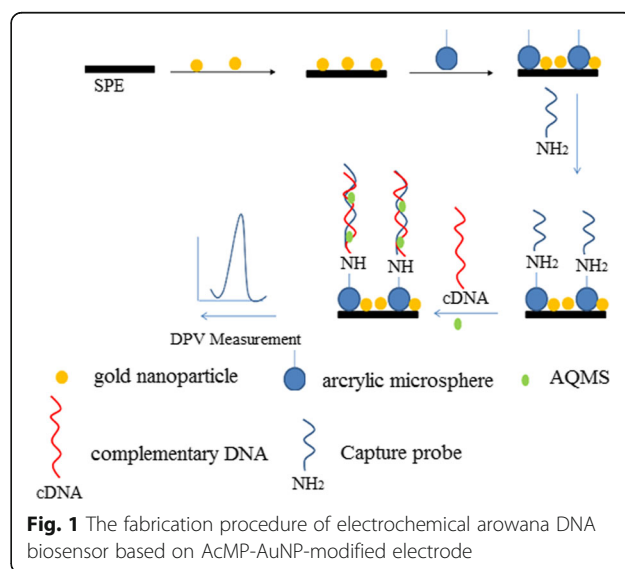 SPE
NH2
NH NH
NH2 NH2
cDNA
DPV Measurement
gold nanoparticle
arcrylic microsphere
AQMS
complementary DNA
Capture probe
cDNA
NH2
Fig. 1 The fabrication procedure of electrochemical arowana DNA
biosensor based on AcMP-AuNP-modified electrode